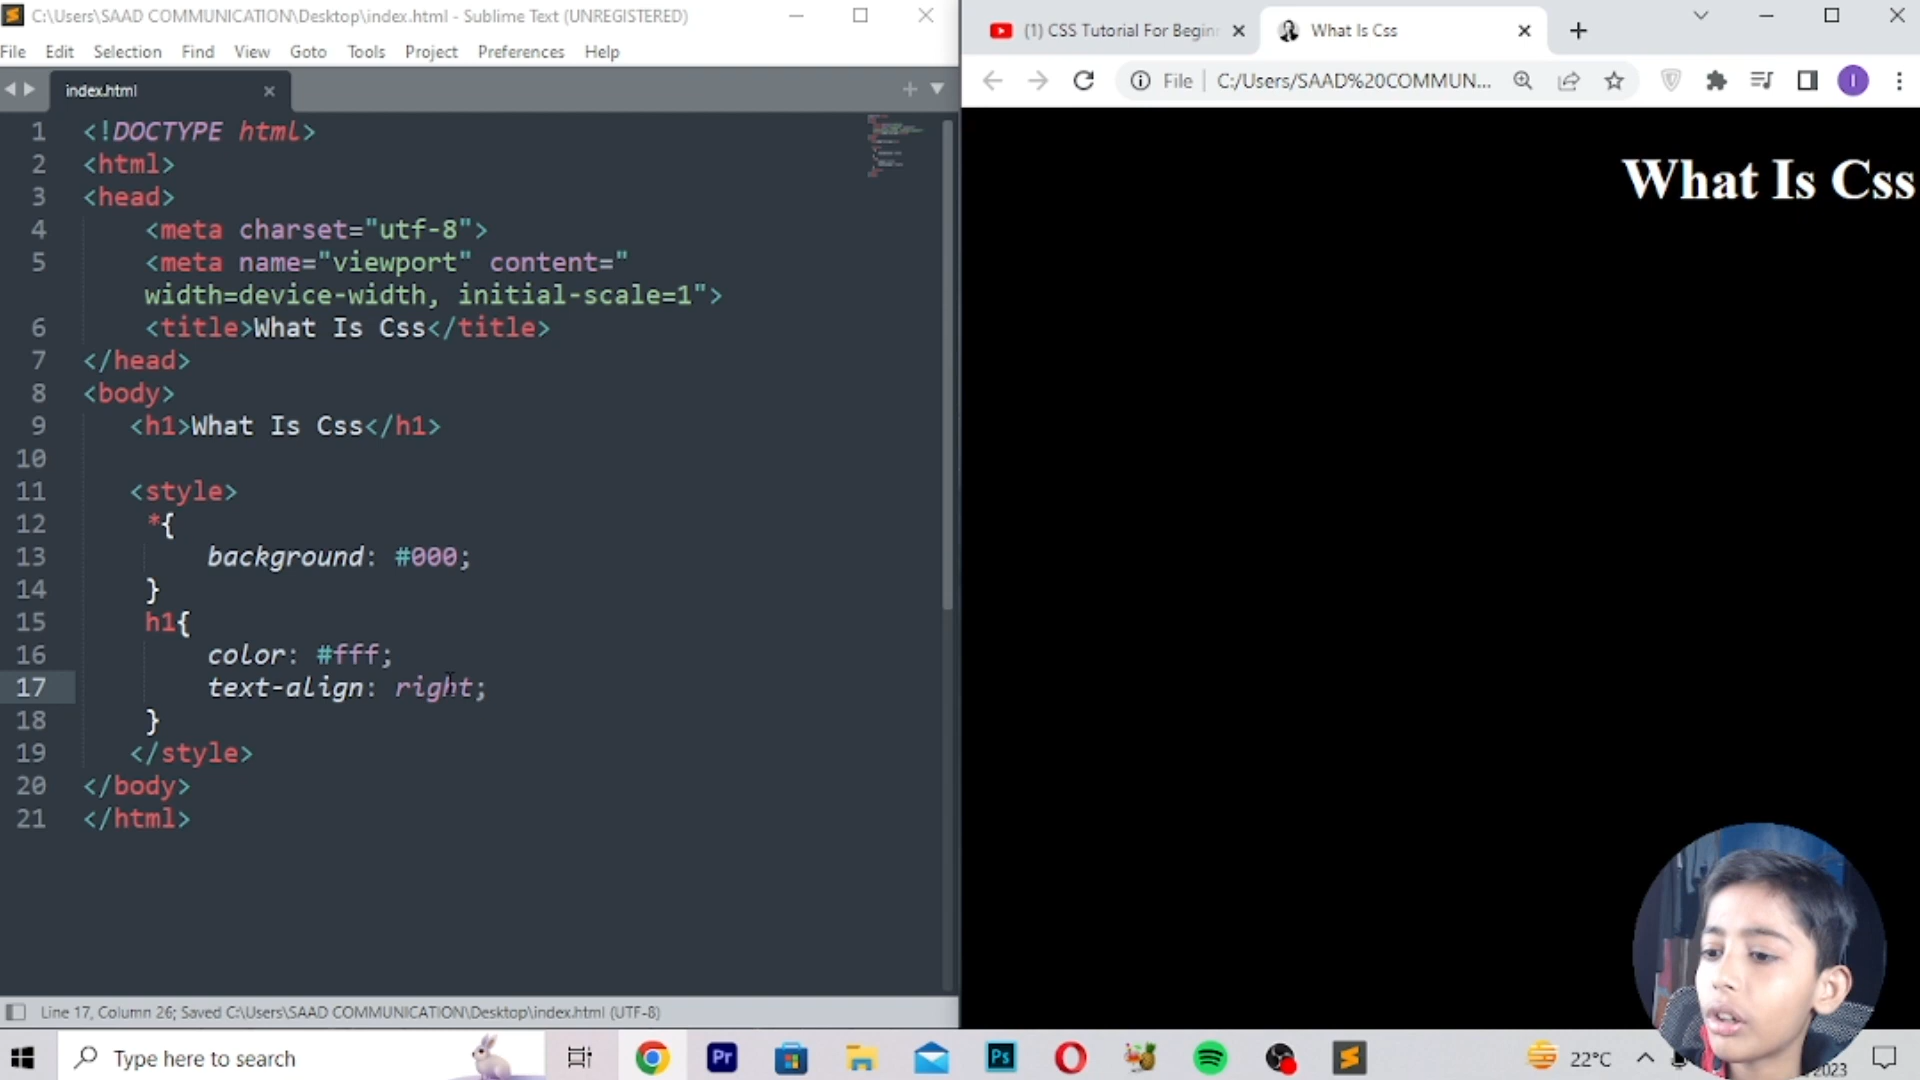 C:\Users\SAAD COMMUNICATION\Desktop\index.html - Sublime Text (UNREGISTERED)
File Edit Selection Find View Goto Tools Project Preferences Help
index.html
1 <!DOCTYPE html>
2 <html>
3 <head>
4 <meta charset="utf-8">
5 <meta name="viewport" content="
width=device-width, initial-scale=1">
6 <title>What Is Css</title>
7 </head>
8 <body>
9 <h1>What Is Css</h1>
10
11 <style>
12 *{
13 background: #000;
14 }
15 h1{
16 color: #fff;
17 text-align: right;
18 }
19 </style>
20 </body>
21 </html>
Line 17, Column 26; Saved C:\Users\SAAD COMMUNICATION\Desktop\index.html (UTF-8)
(1) CSS Tutorial For Begin
What Is Css
File C:/Users/SAAD%20COMMUN...
I
What Is Css
Type here to search
Pr
Ps
22°C
2023